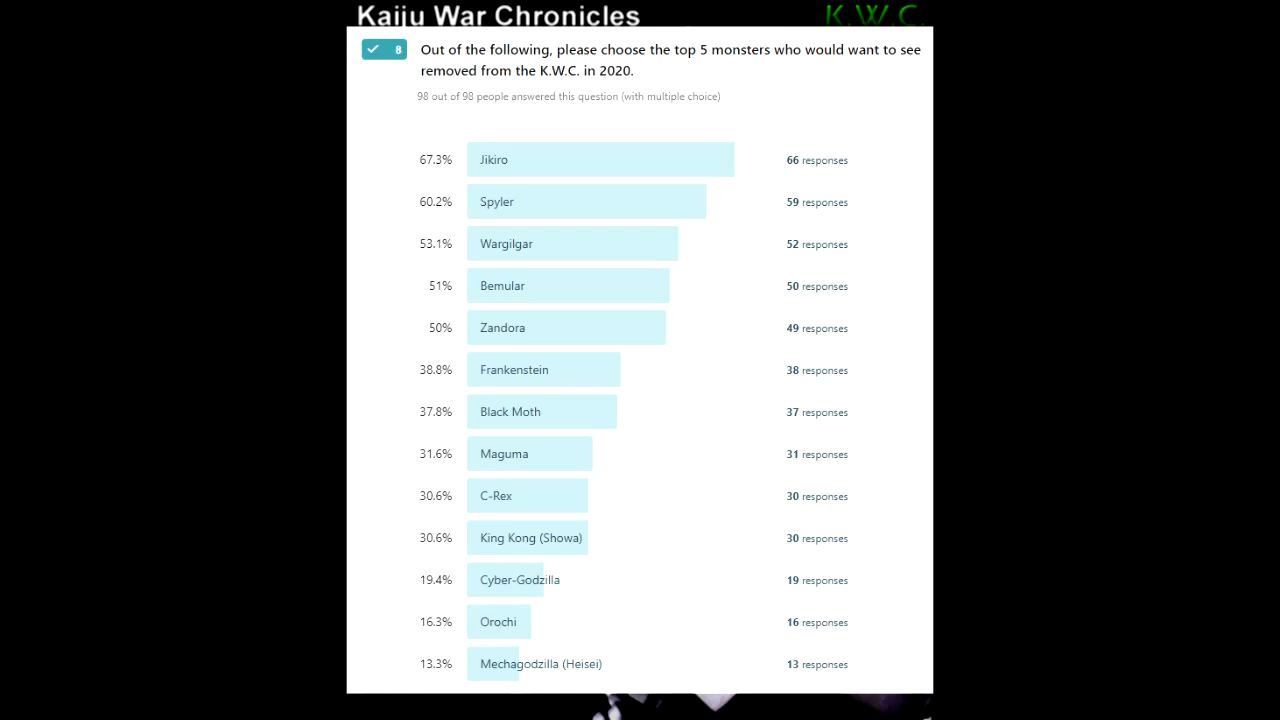 Kaiju War Chronicles K.W.C.
8 Out of the following, please choose the top 5 monsters who would want to see
removed from the K.W.C. in 2020.
98 out of 98 people answered this question (with multiple choice)
67.3% Jikiro 66 responses
60.2% Spyler 59 responses
53.1% Wargilgar 52 responses
51% Bemular 50 responses
50% Zandora 49 responses
38.8% Frankenstein 38 responses
37.8% Black Moth 37 responses
31.6% Maguma 31 responses
30.6% C-Rex 30 responses
30.6% King Kong (Showa) 30 responses
19.4% Cyber-Godzilla 19 responses
16.3% Orochi 16 responses
13.3% Mechagodzilla (Heisei) 13 responses